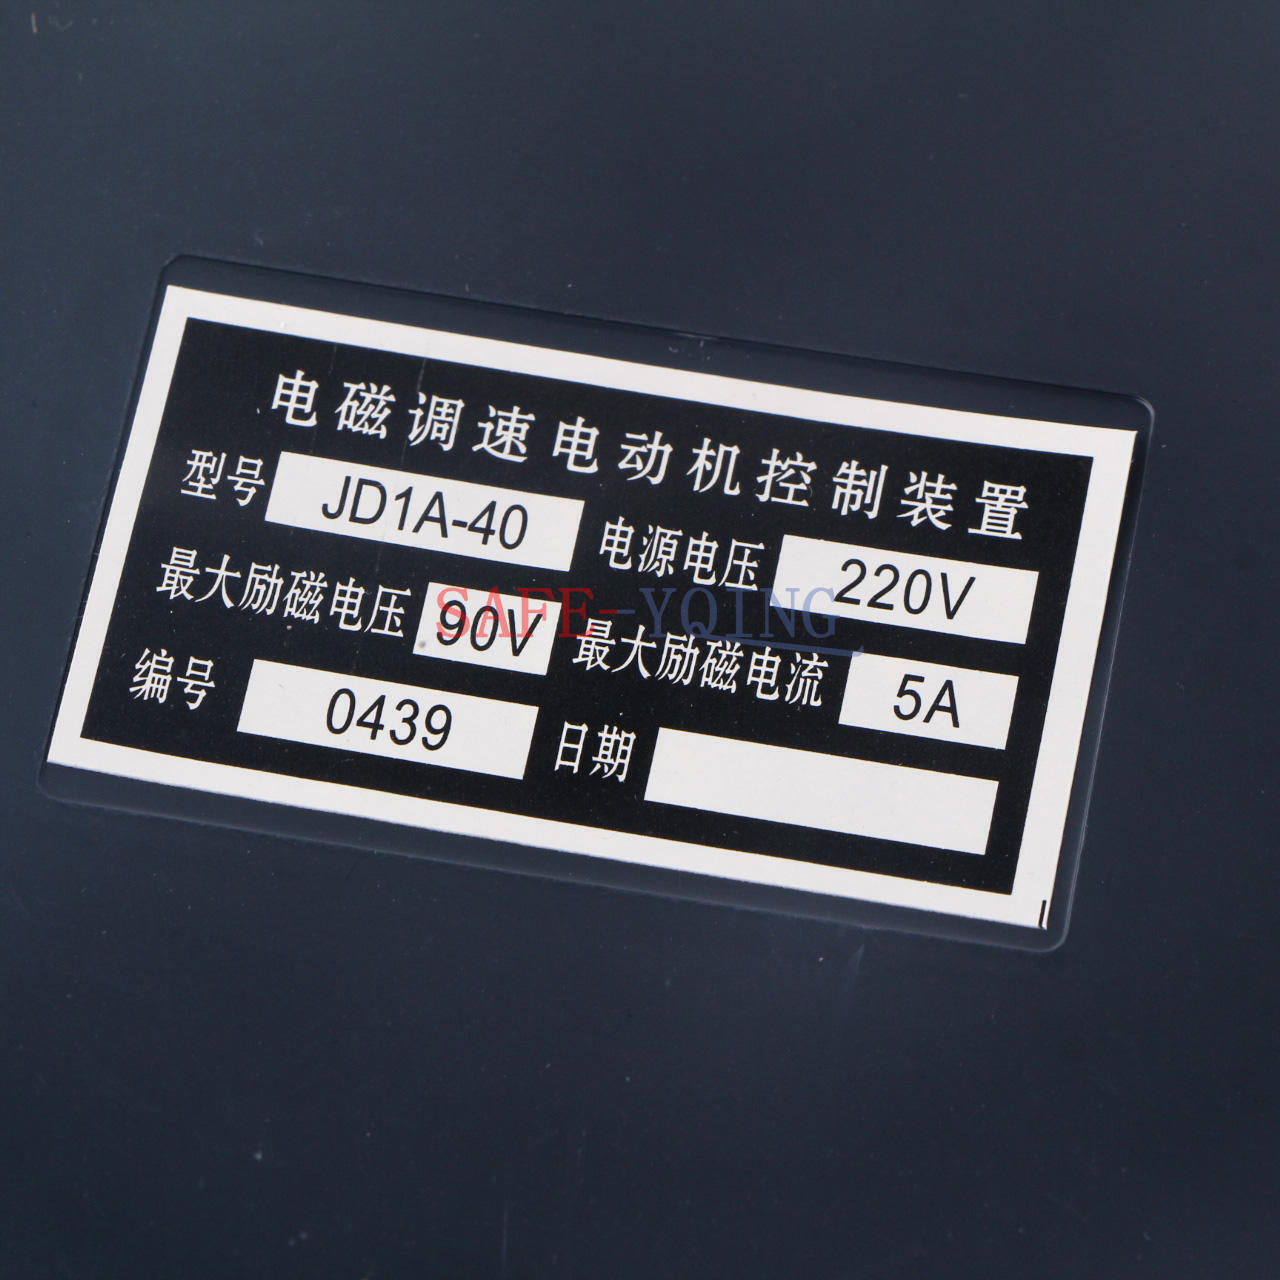 电磁调速电动机控制装置
型号 JD1A-40 电源电压 220V
最大励磁电压 90V 最大励磁电流 5A
编号 0439 日期
SAFE--YQING